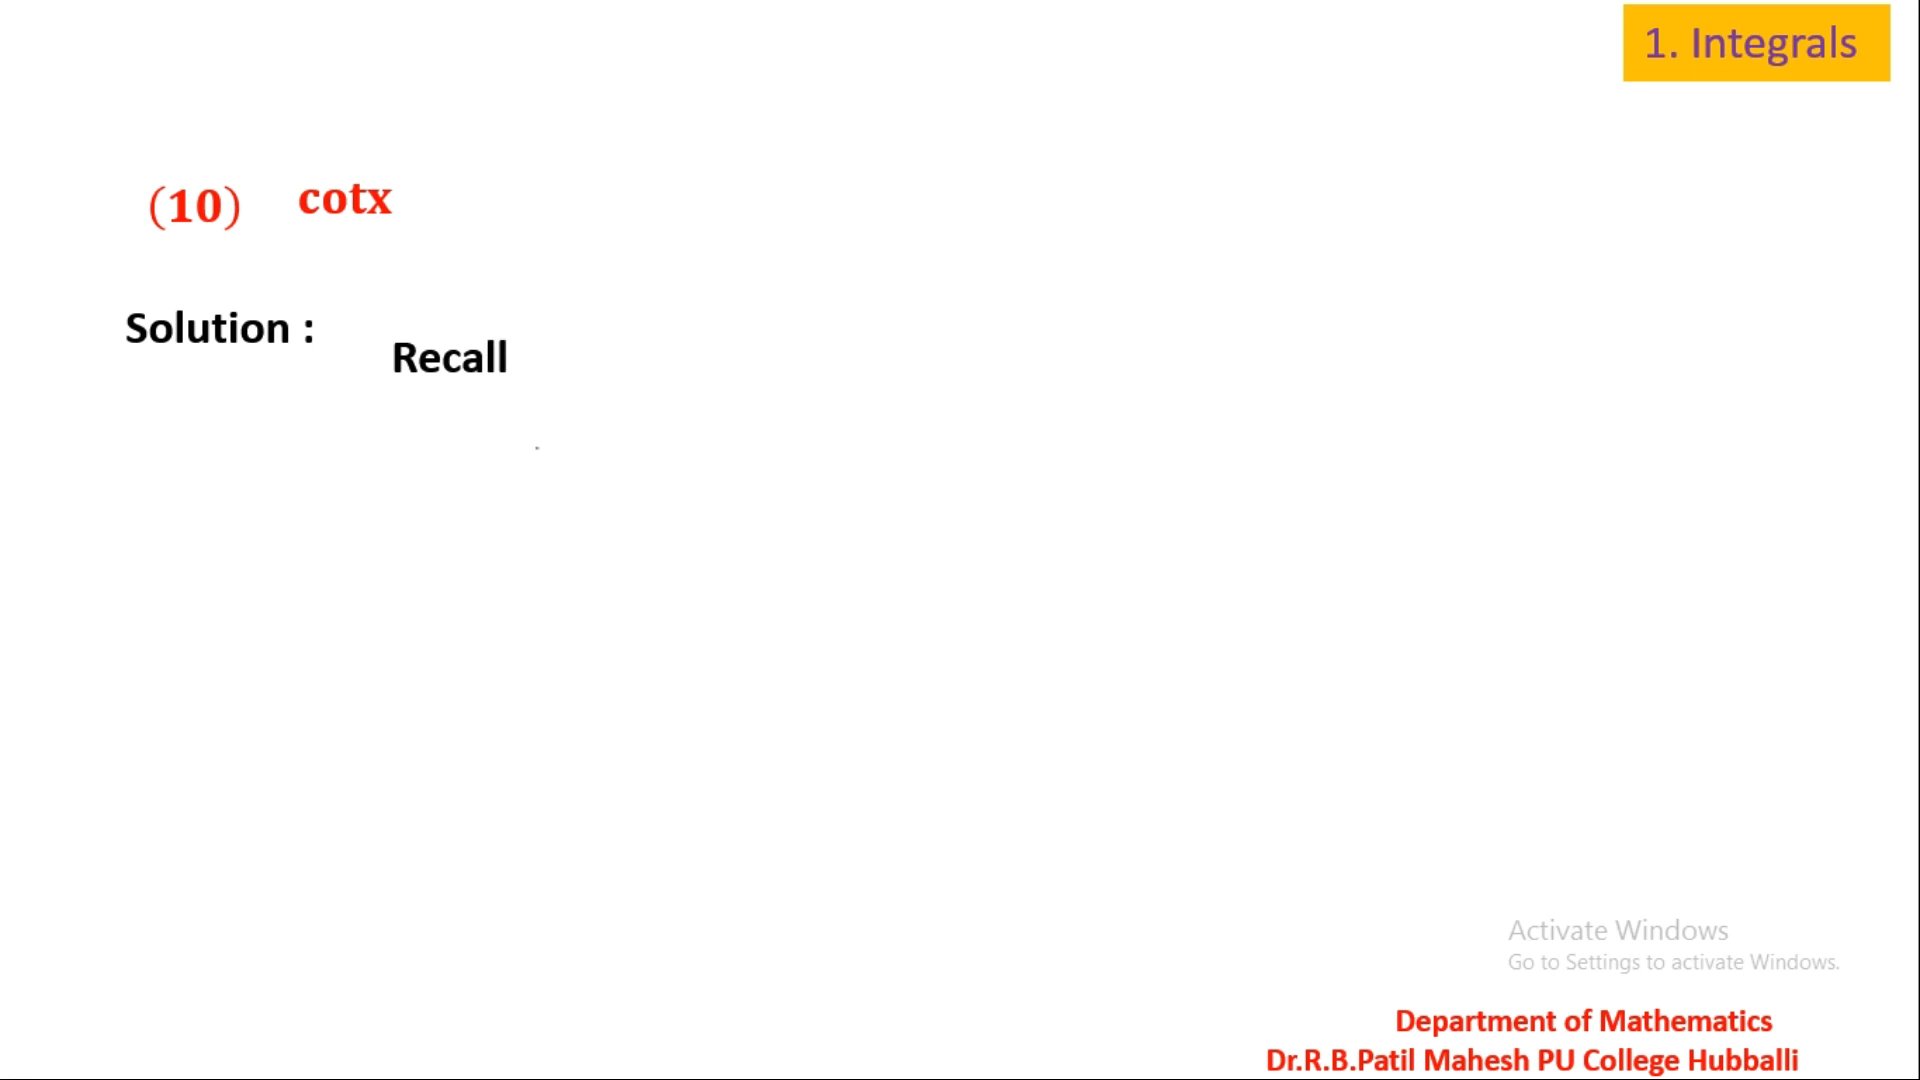 1. Integrals
(10) cotx
Solution :
Recall
Activate Windows
Go to Settings to activate Windows.
Department of Mathematics
Dr.R.B.Patil Mahesh PU College Hubballi